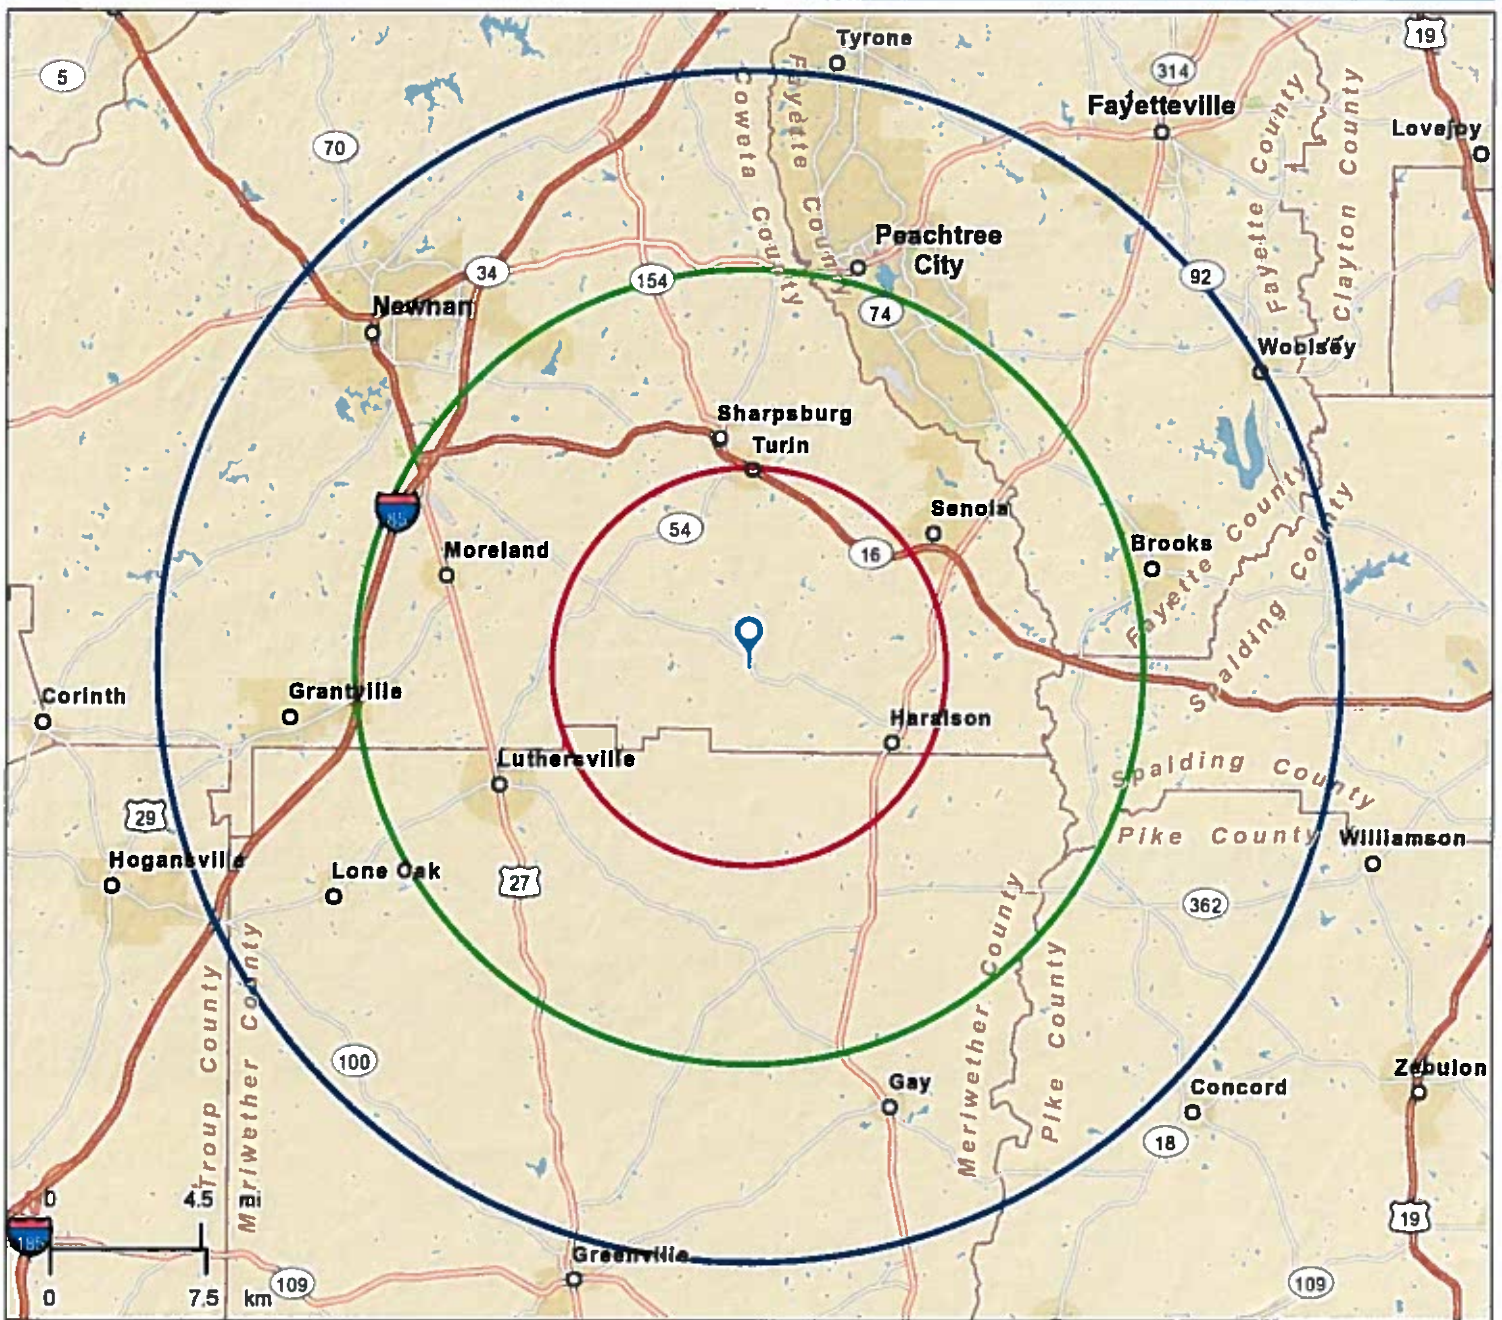 Tyrone
19
5
314
Fayetteville
Lovejoy
70
Coweta County
Fayette County
Fayette County
Clayton County
Peachtree
City
34
154
92
74
Newnan
Woolsey
Sharpsburg
Turin
85
54
Senoia
16
Moreland
Brooks
Fayette County
Spalding County
Corinth
Grantville
Haralson
Luthersville
Spalding County
29
Pike County
Williamson
Hogansville
Lone Oak
27
362
Troup County
Meriwether County
Meriwether County
Pike County
100
Gay
Concord
Zebulon
18
0
4.5 mi
19
185
Greenville
109
109
0
7.5 km